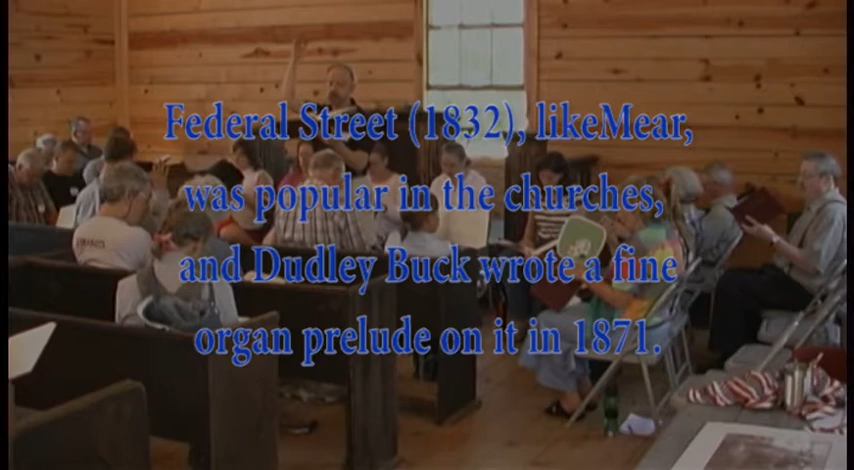 Federal Street (1832), likeMear,
was popular in the churches,
and Dudley Buck wrote a fine
organ prelude on it in 1871.